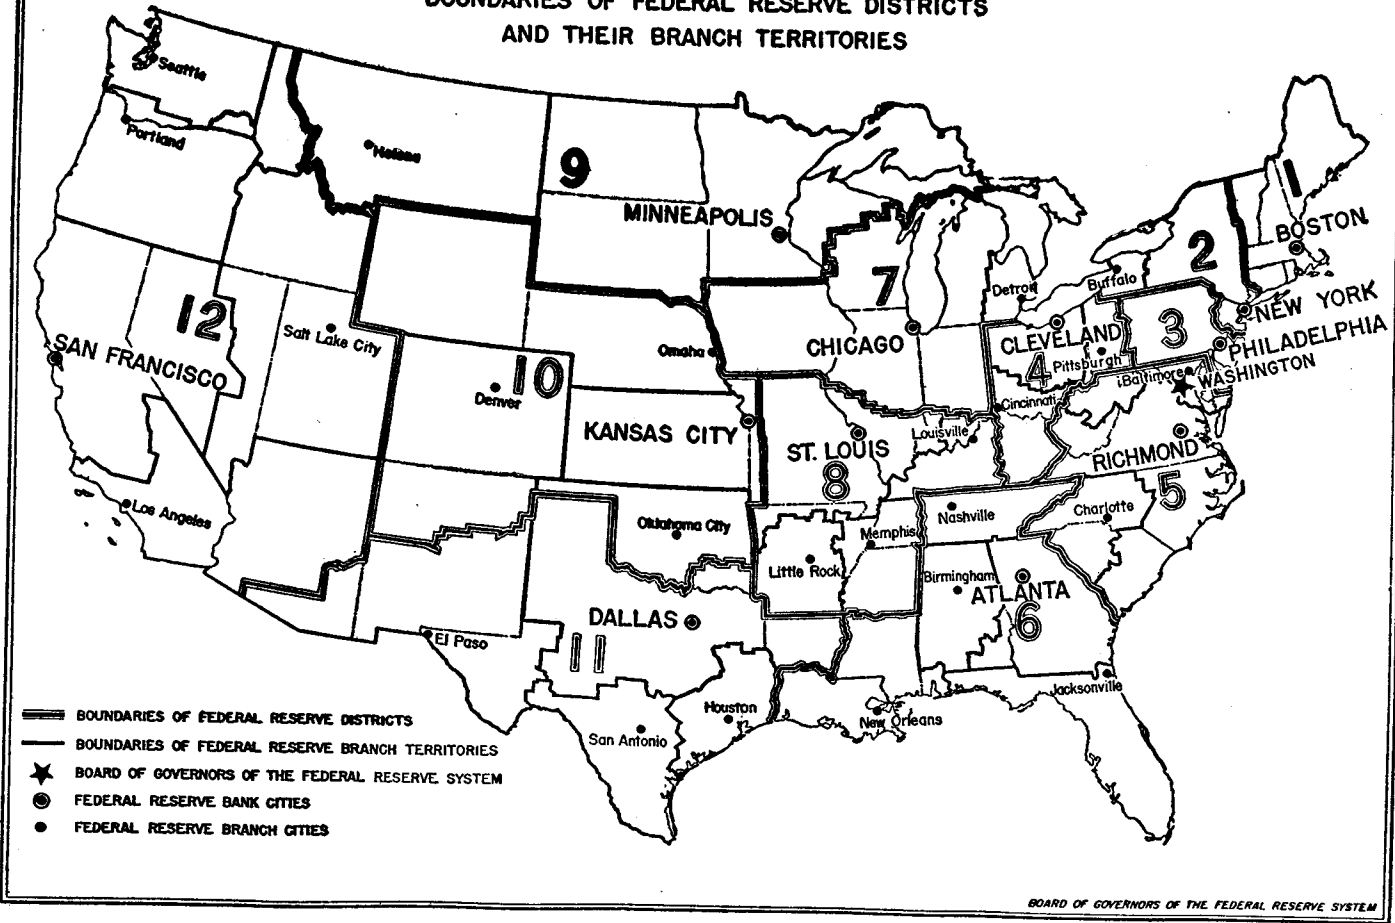 BOUNDARIES OF FEDERAL RESERVE DISTRICTS
AND THEIR BRANCH TERRITORIES
Seattle
Portland
Helena
9
MINNEAPOLIS
1
BOSTON
2
Buffalo
Detroit
7
NEW YORK
12
Salt Lake City
SAN FRANCISCO
Omaha
CHICAGO
CLEVELAND
4
Pittsburgh
3
PHILADELPHIA
Baltimore
WASHINGTON
10
Denver
Cincinnati
KANSAS CITY
ST. LOUIS
8
Louisville
RICHMOND
5
Los Angeles
Oklahoma City
Memphis
Nashville
Charlotte
Little Rock
Birmingham
ATLANTA
6
DALLAS
11
El Paso
Houston
San Antonio
New Orleans
Jacksonville
BOUNDARIES OF FEDERAL RESERVE DISTRICTS
BOUNDARIES OF FEDERAL RESERVE BRANCH TERRITORIES
BOARD OF GOVERNORS OF THE FEDERAL RESERVE SYSTEM
FEDERAL RESERVE BANK CITIES
FEDERAL RESERVE BRANCH CITIES
BOARD OF GOVERNORS OF THE FEDERAL RESERVE SYSTEM